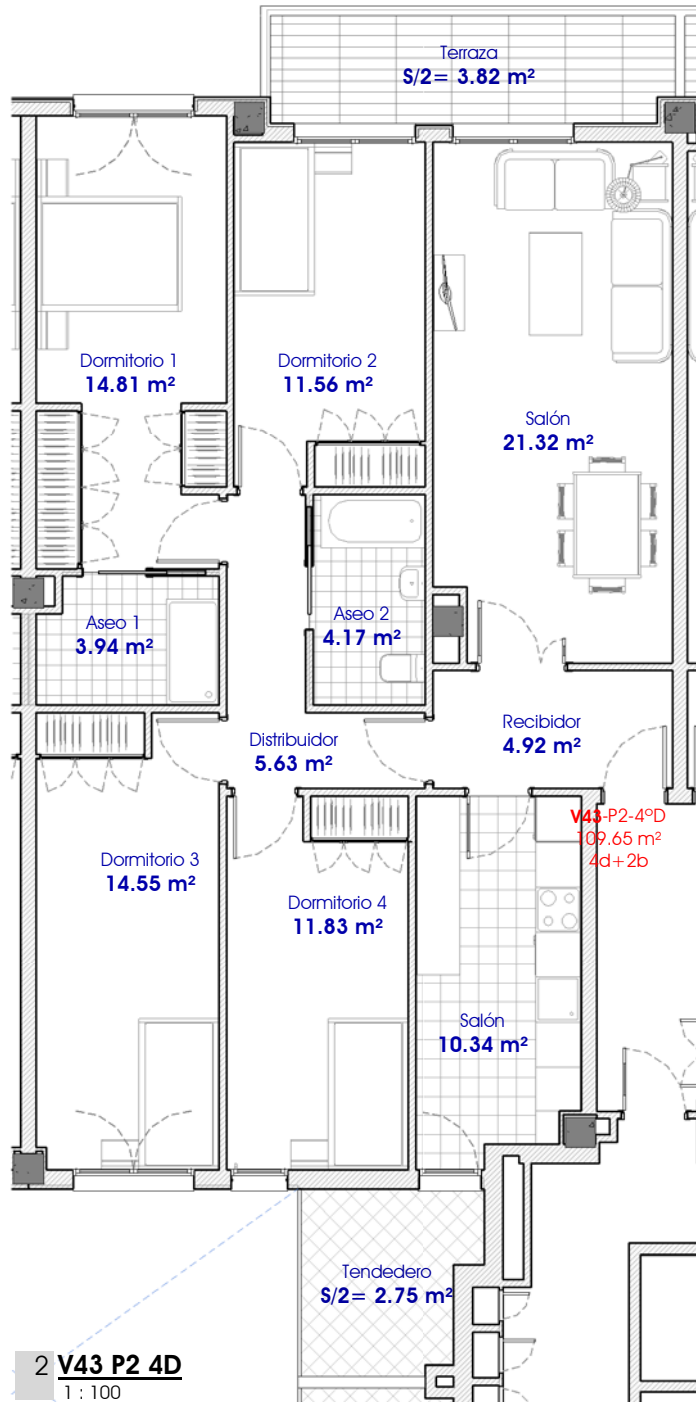 Terraza
S/2= 3.82 m²
Dormitorio 1
14.81 m²
Dormitorio 2
11.56 m²
Salón
21.32 m²
Aseo 1
3.94 m²
Aseo 2
4.17 m²
Distribuidor
5.63 m²
Recibidor
4.92 m²
V43-P2-4ºD
109.65 m²
4d+2b
Dormitorio 3
14.55 m²
Dormitorio 4
11.83 m²
Salón
10.34 m²
Tendedero
S/2= 2.75 m²
2 V43 P2 4D
1 : 100